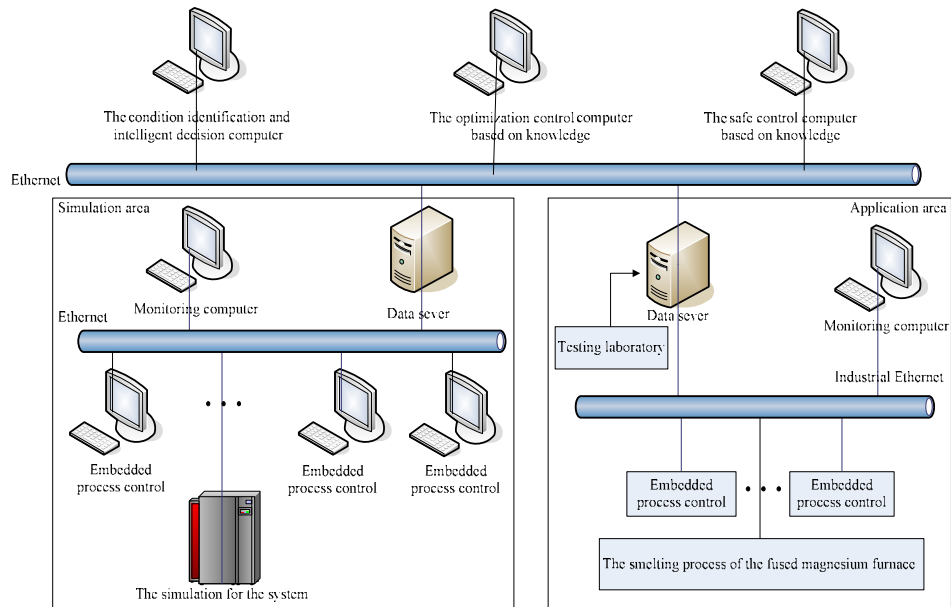 The condition identification and
intelligent decision computer
The optimization control computer
based on knowledge
The safe control computer
based on knowledge
Ethernet
Simulation area
Application area
Monitoring computer
Data sever
Ethernet
Data sever
Monitoring computer
Testing laboratory
Industrial Ethernet
Embedded
process control
Embedded
process control
Embedded
process control
Embedded
process control
Embedded
process control
The smelting process of the fused magnesium furnace
The simulation for the system